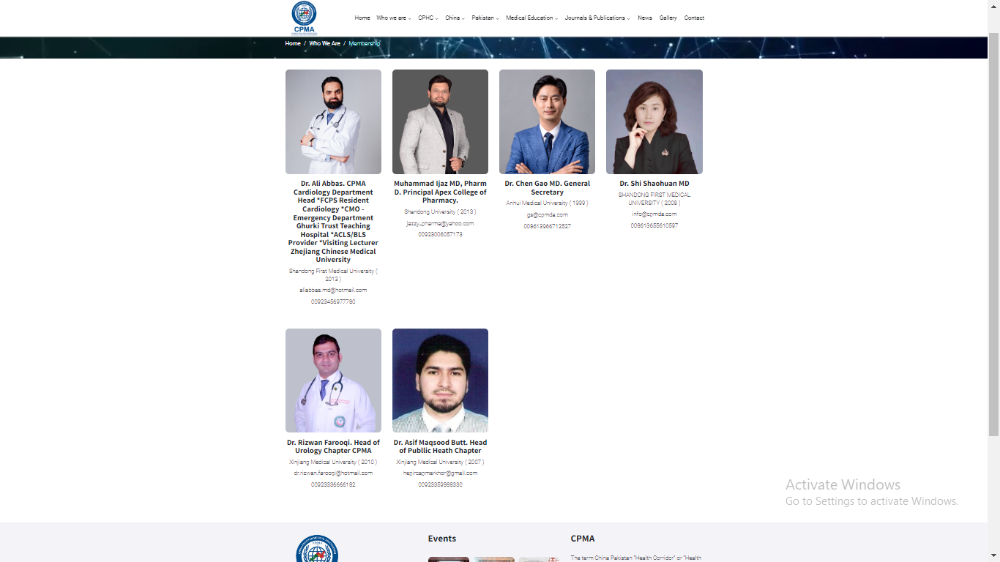 CPMA
Home Who we are CPHC China Pakistan Medical Education Journals & Publications News Gallery Contact
Home / Who We Are / Membership
Dr. Ali Abbas. CPMA
Cardiology Department
Head *FCPS Resident
Cardiology *CMO -
Emergency Department
Ghurki Trust Teaching
Hospital *ACLS/BLS
Provider *Visiting Lecturer
Zhejiang Chinese Medical
University
Shandong First Medical University (
2013 )
aliabbas.md@hotmail.com
00923456977790
Muhammad Ijaz MD, Pharm
D. Principal Apex College of
Pharmacy.
Shandong University ( 2013 )
jazzy_pharma@yahoo.com
00923006057173
Dr. Chen Gao MD. General
Secretary
Anhui Medical University ( 1999 )
gs@cpmda.com
008613966712527
Dr. Shi Shaohuan MD
SHANDONG FIRST MEDICAL
UNIVERSITY ( 2008 )
info@cpmda.com
008613655610597
Dr. Rizwan Farooqi. Head of
Urology Chapter CPMA
Xinjiang Medical University ( 2010 )
dr.rizwan.farooqi@hotmail.com
00923336666182
Dr. Asif Maqsood Butt. Head
of Publlic Heath Chapter
Xinjiang Medical University ( 2007 )
hepircapmarkhor@gmail.com
00923359888330
Activate Windows
Go to Settings to activate Windows.
Events
CPMA
The term China Pakistan "Health Corridor" or "Health